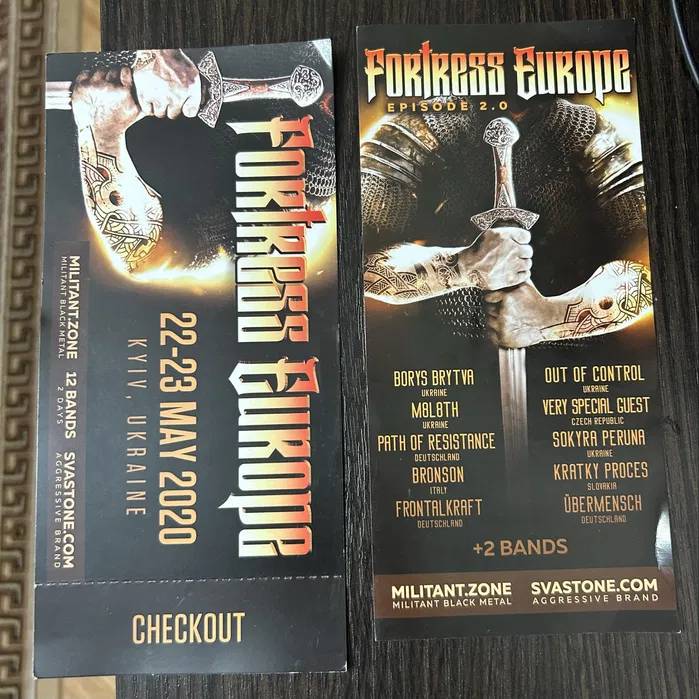 FORTRESS EUROPE
22-23 MAY 2020
KYIV, UKRAINE
MILITANT.ZONE
MILITANT BLACK METAL
12 BANDS
2 DAYS
SVASTONE.COM
AGGRESSIVE BRAND
CHECKOUT
FORTRESS EUROPE
EPISODE 2.0
BORYS BRYTVA
UKRAINE
M8L8TH
UKRAINE
PATH OF RESISTANCE
DEUTSCHLAND
BRONSON
ITALY
FRONTALKRAFT
DEUTSCHLAND
OUT OF CONTROL
UKRAINE
VERY SPECIAL GUEST
CZECH REPUBLIC
SOKYRA PERUNA
UKRAINE
KRATKY PROCES
SLOVAKIA
ÜBERMENSCH
DEUTSCHLAND
+2 BANDS
MILITANT.ZONE
MILITANT BLACK METAL
SVASTONE.COM
AGGRESSIVE BRAND